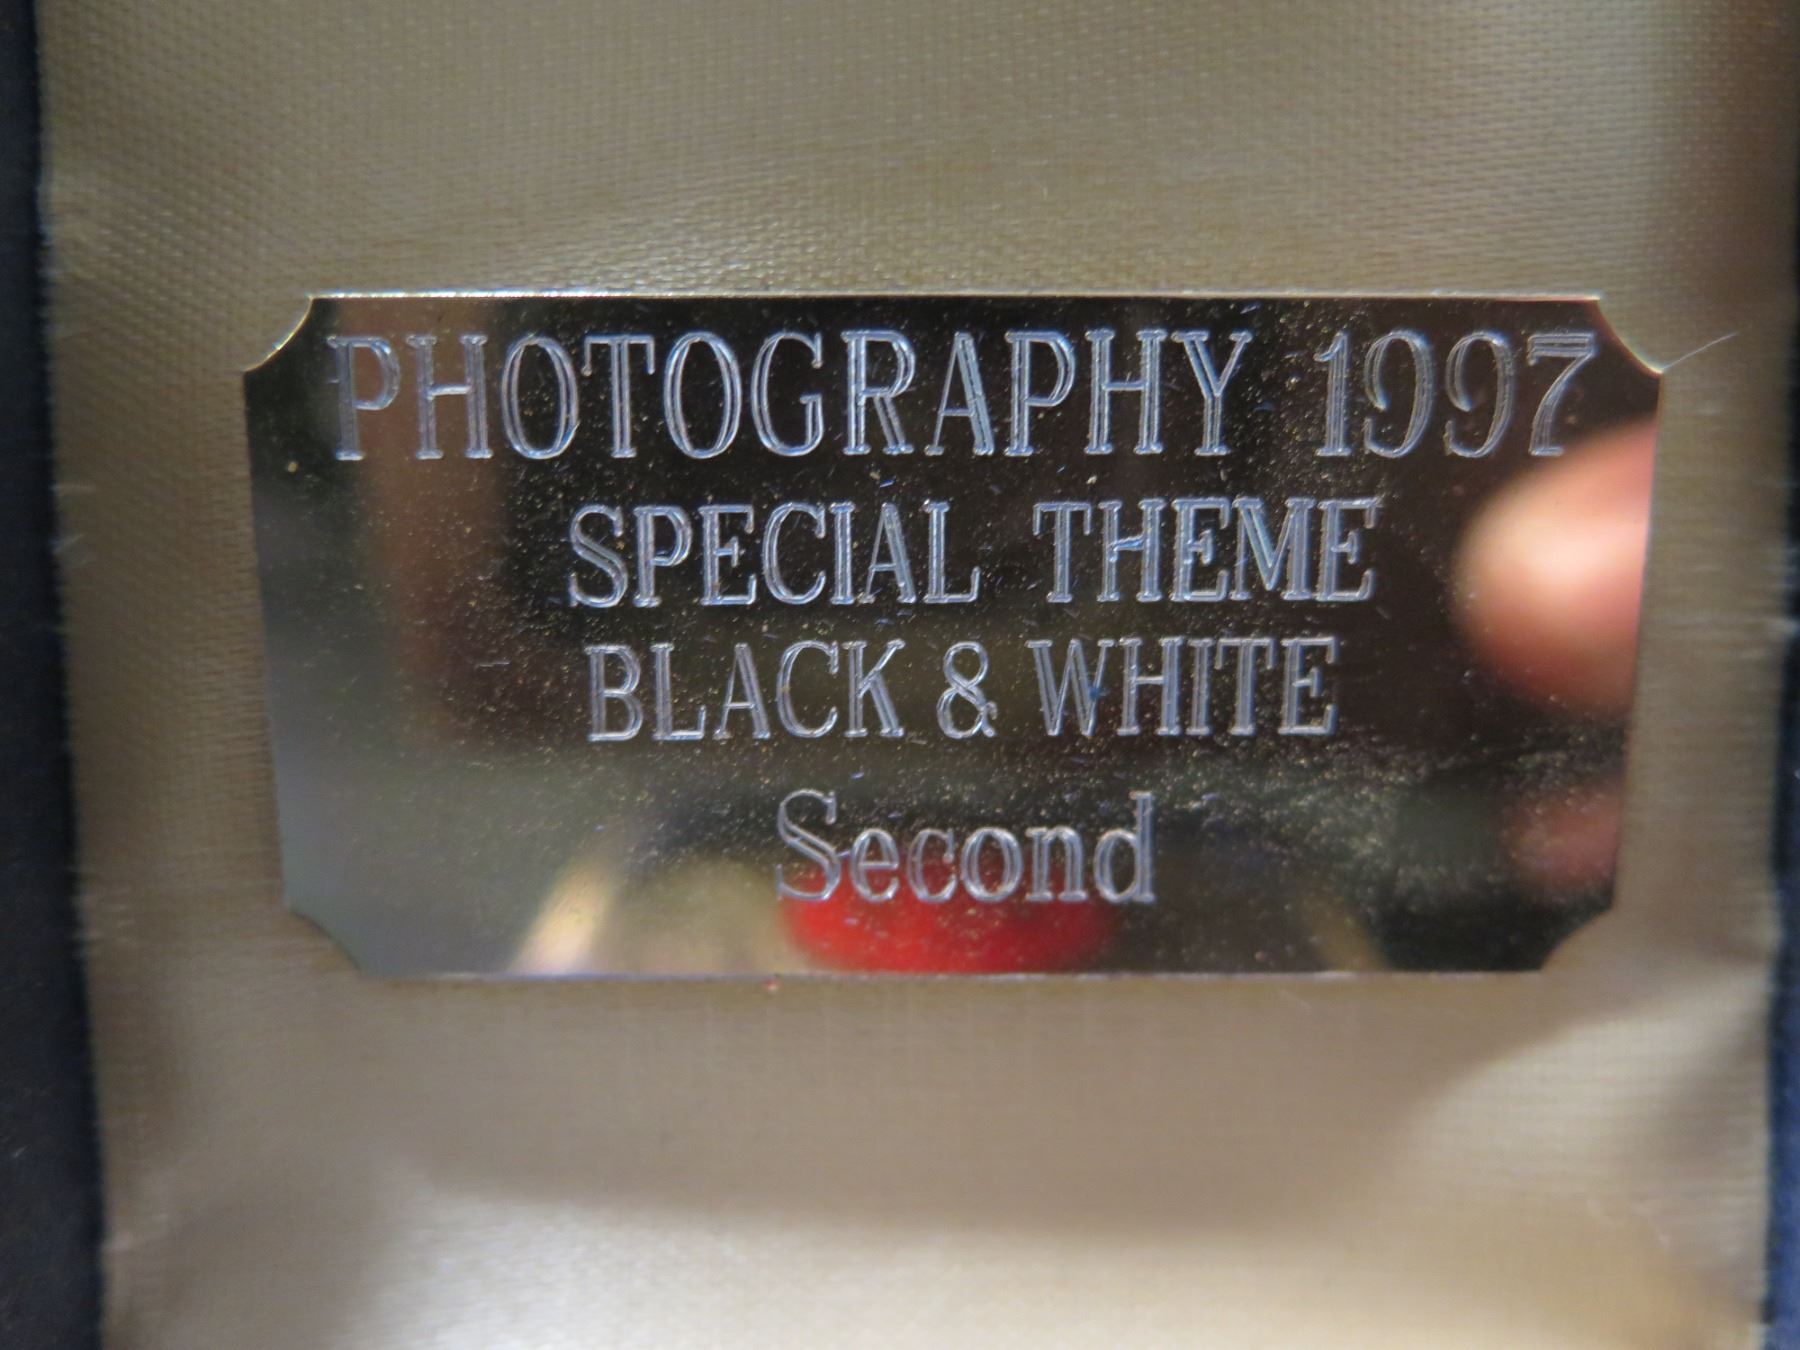 PHOTOGRAPHY 1997
SPECIAL THEME
BLACK & WHITE
Second